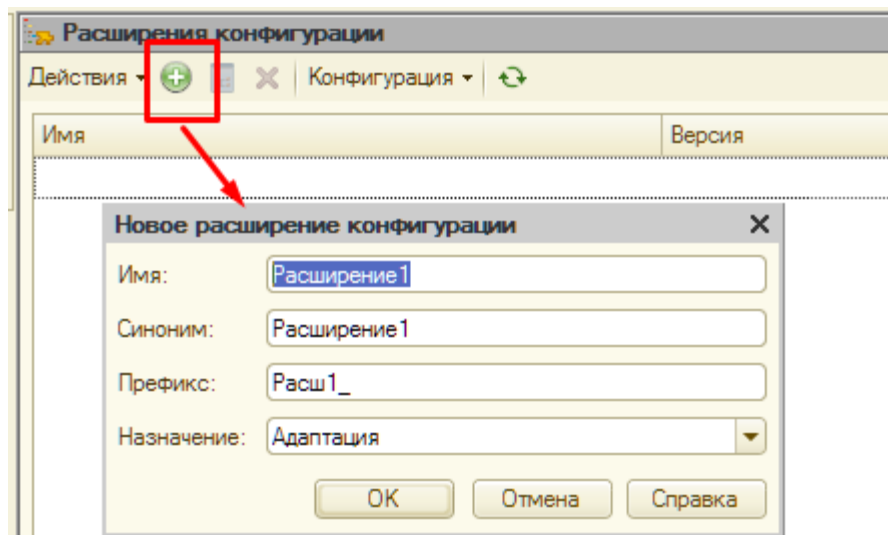 Расширения конфигурации
Действия Конфигурация
Имя Версия
Новое расширение конфигурации
Имя: Расширение1
Синоним: Расширение1
Префикс: Расш1_
Назначение: Адаптация
OK Отмена Справка